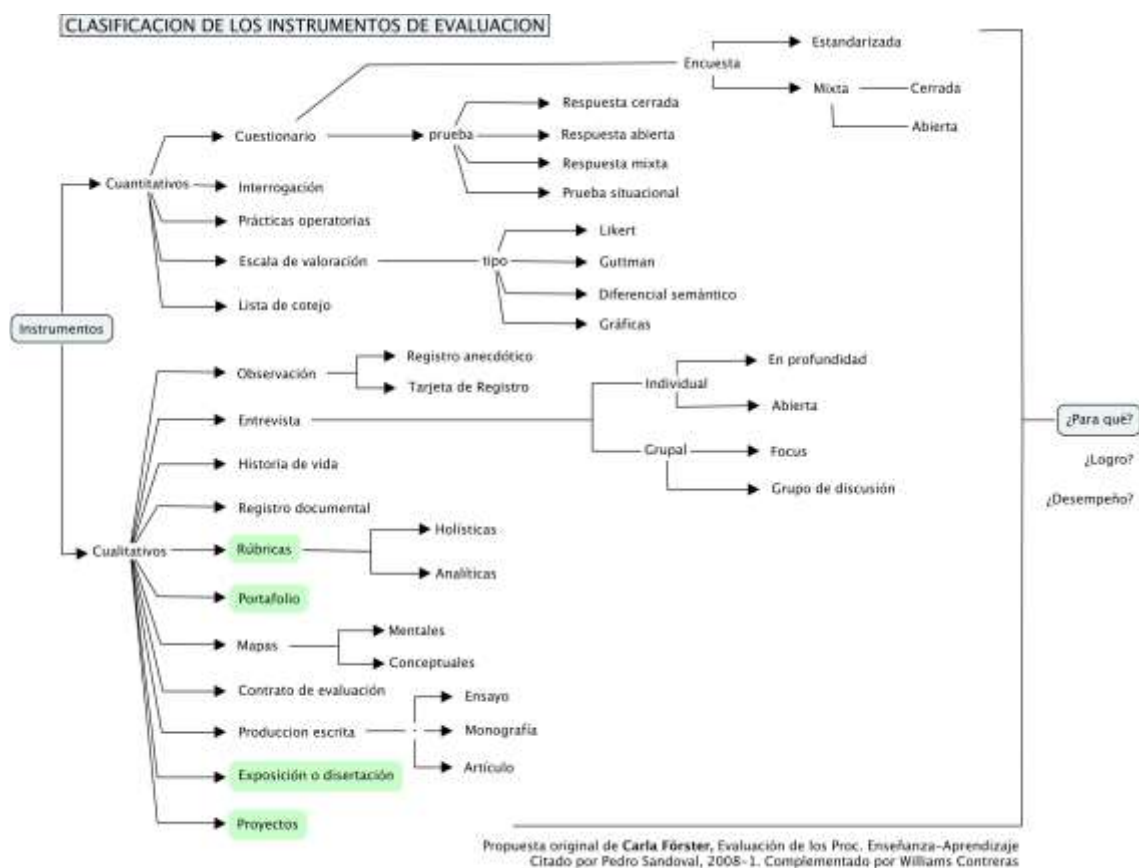 CLASIFICACION DE LOS INSTRUMENTOS DE EVALUACION
Estandarizada
Encuesta
Mixta
Cerrada
Abierta
Respuesta cerrada
Cuestionario
prueba
Respuesta abierta
Respuesta mixta
Prueba situacional
Cuantitativos
Interrogación
Prácticas operatorias
Likert
Escala de valoración
tipo
Guttman
Diferencial semántico
Gráficas
Lista de cotejo
Instrumentos
Registro anecdótico
Observación
Tarjeta de Registro
En profundidad
Individual
Abierta
Entrevista
Grupal
Focus
Grupo de discusión
¿Para qué?
¿Logro?
¿Desempeño?
Historia de vida
Registro documental
Cualitativos
Holísticas
Rúbricas
Analíticas
Portafolio
Mentales
Mapas
Conceptuales
Contrato de evaluación
Ensayo
Produccion escrita
Monografía
Artículo
Exposición o disertación
Proyectos
Propuesta original de Carla Förster, Evaluación de los Proc. Enseñanza-Aprendizaje
Citado por Pedro Sandoval, 2008-1. Complementado por Williams Contreras